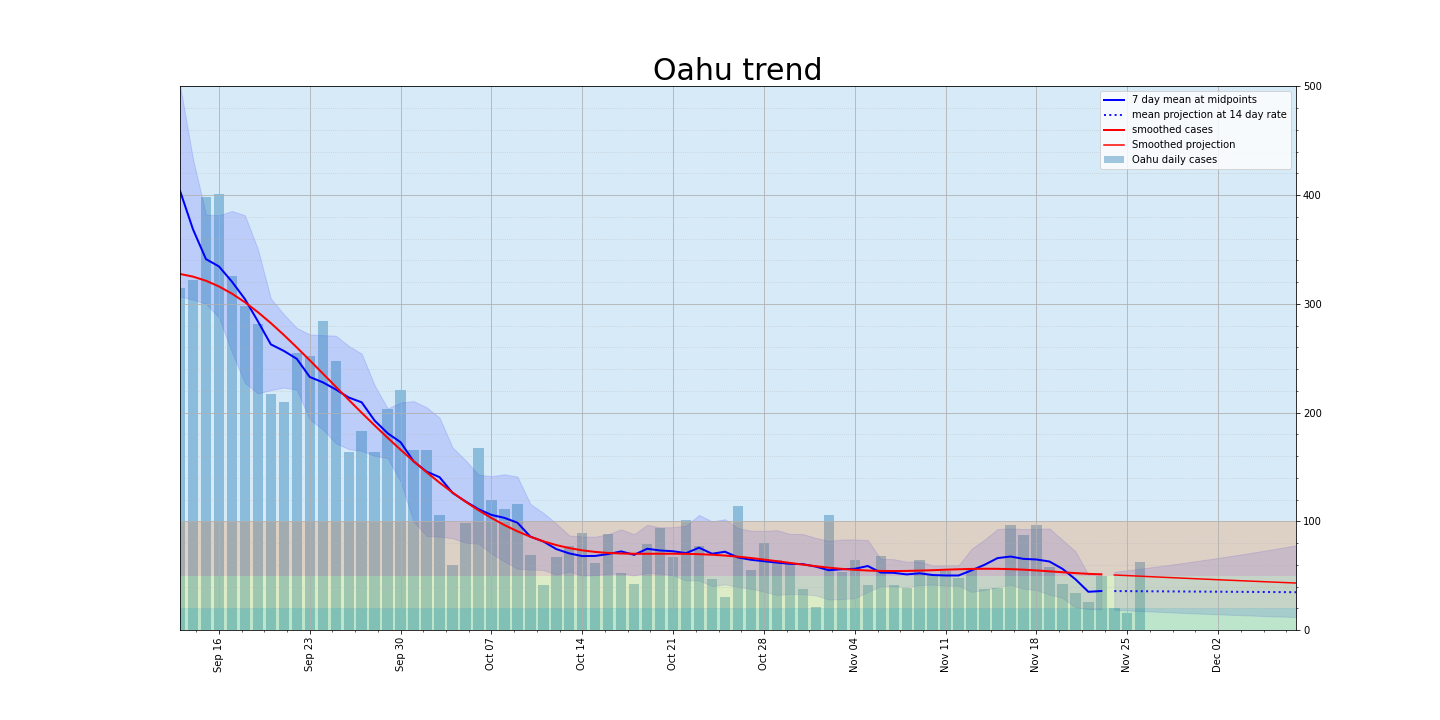 Oahu trend
7 day mean at midpoints
mean projection at 14 day rate
smoothed cases
Smoothed projection
Oahu daily cases
500
400
300
200
100
0
Sep 16
Sep 23
Sep 30
Oct 07
Oct 14
Oct 21
Oct 28
Nov 04
Nov 11
Nov 18
Nov 25
Dec 02